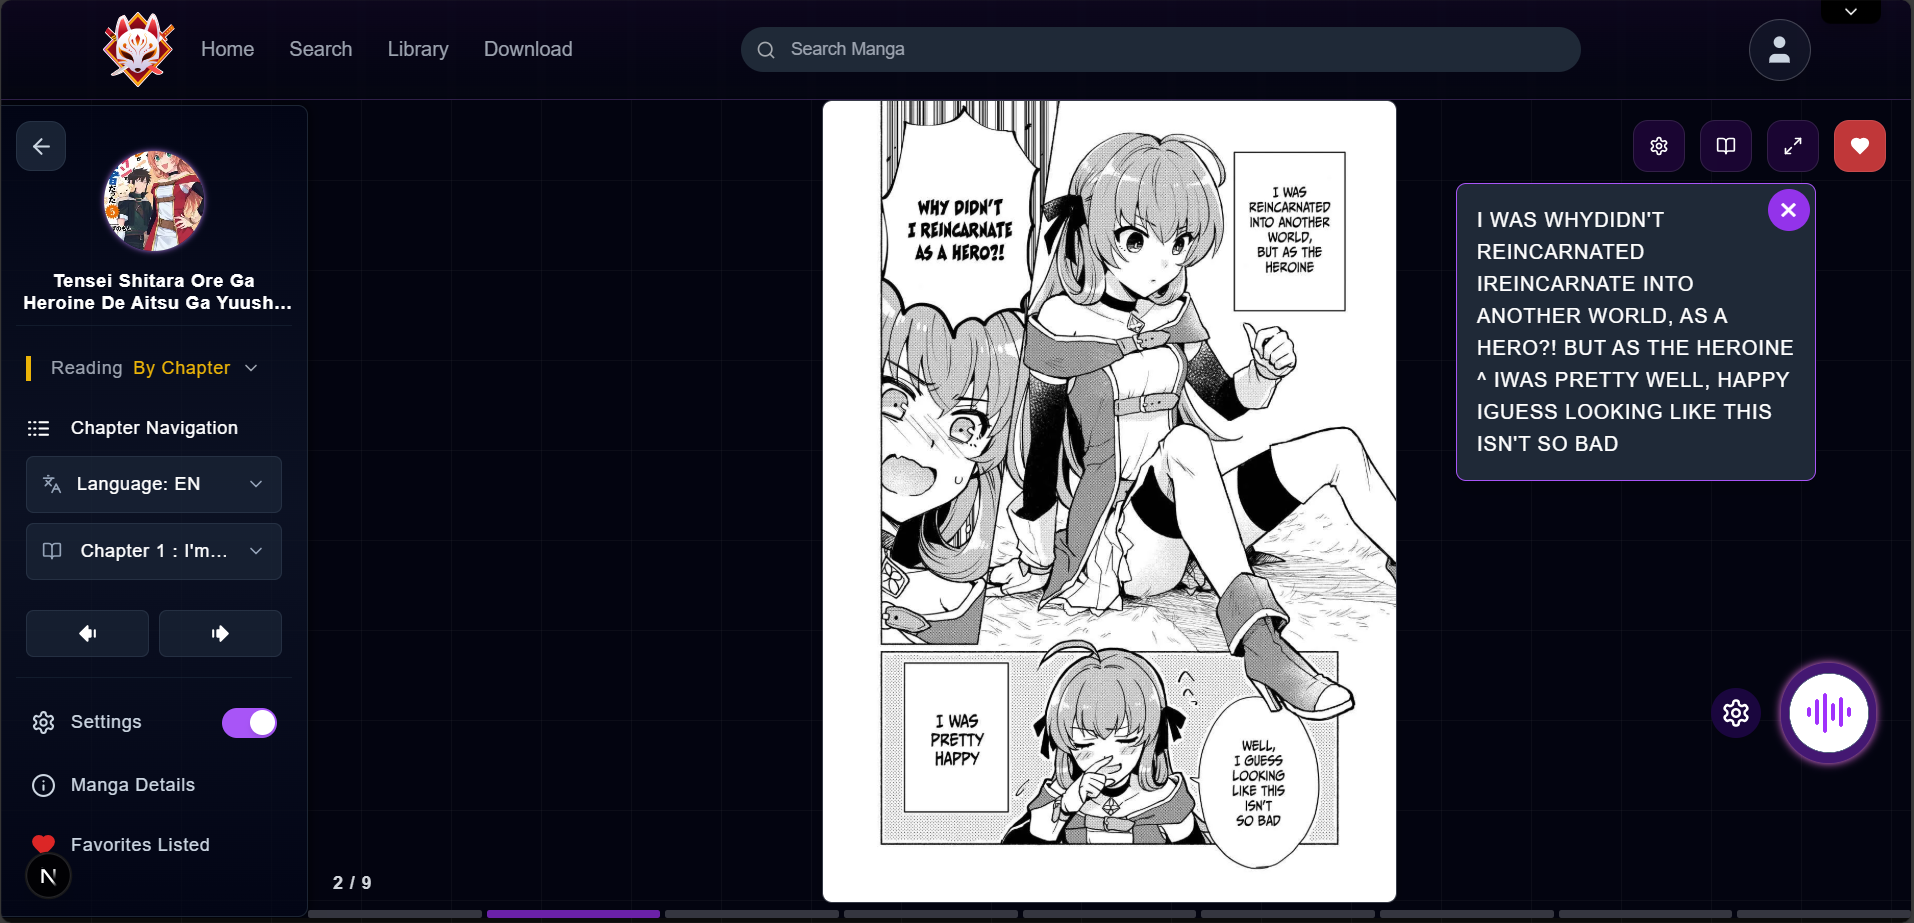 Home
Search
Library
Download
Search Manga
Tensei Shitara Ore Ga
Heroine De Aitsu Ga Yuush...
Reading By Chapter
Chapter Navigation
Language: EN
Chapter 1 : I'm...
Settings
Manga Details
Favorites Listed
N
2 / 9
I WAS
REINCARNATED
INTO ANOTHER
WORLD,
BUT AS THE
HEROINE
WHY DIDN'T
I REINCARNATE
AS A HERO?!
I WAS
PRETTY
HAPPY
WELL,
I GUESS
LOOKING
LIKE THIS
ISN'T
SO BAD
I WAS WHYDIDN'T
REINCARNATED
IREINCARNATE INTO
ANOTHER WORLD, AS A
HERO?! BUT AS THE HEROINE
^ IWAS PRETTY WELL, HAPPY
IGUESS LOOKING LIKE THIS
ISN'T SO BAD